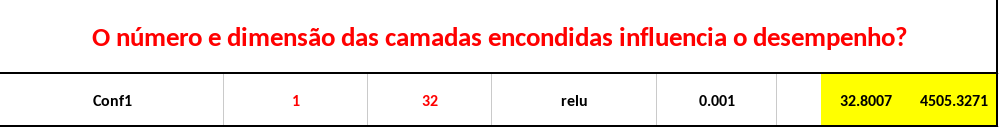 O número e dimensão das camadas encondidas influencia o desempenho?
Conf1 1 32 relu 0.001 32.8007 4505.3271